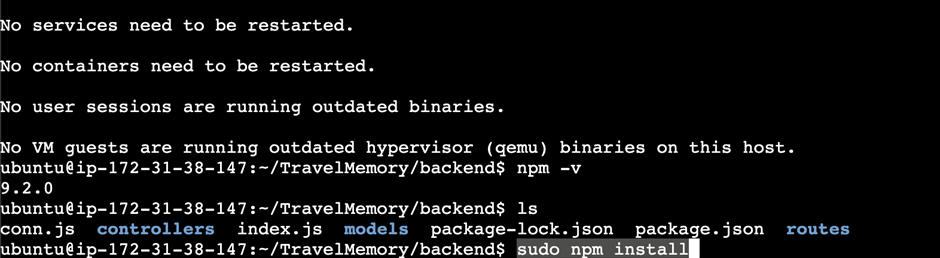 No services need to be restarted.
No containers need to be restarted.
No user sessions are running outdated binaries.
No VM guests are running outdated hypervisor (qemu) binaries on this host.
ubuntu@ip-172-31-38-147:~/TravelMemory/backend$ npm -v
9.2.0
ubuntu@ip-172-31-38-147:~/TravelMemory/backend$ ls
conn.js  controllers  index.js  models  package-lock.json  package.json  routes
ubuntu@ip-172-31-38-147:~/TravelMemory/backend$ sudo npm install